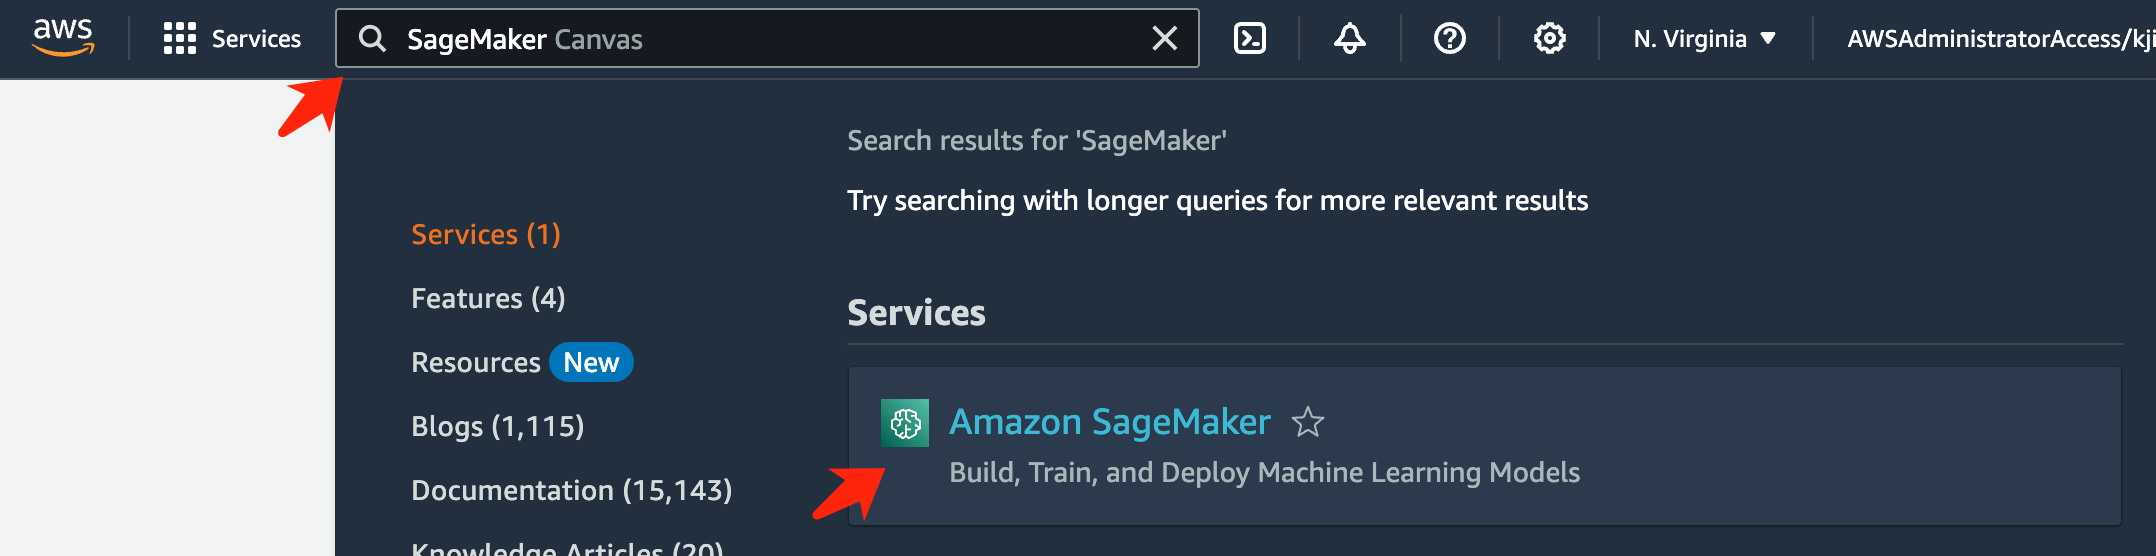 aws
Services
SageMaker Canvas
N. Virginia
AWSAdministratorAccess/kji
Search results for 'SageMaker'
Try searching with longer queries for more relevant results
Services (1)
Features (4)
Resources New
Blogs (1,115)
Documentation (15,143)
Knowledge Articles (20)
Services
Amazon SageMaker
Build, Train, and Deploy Machine Learning Models